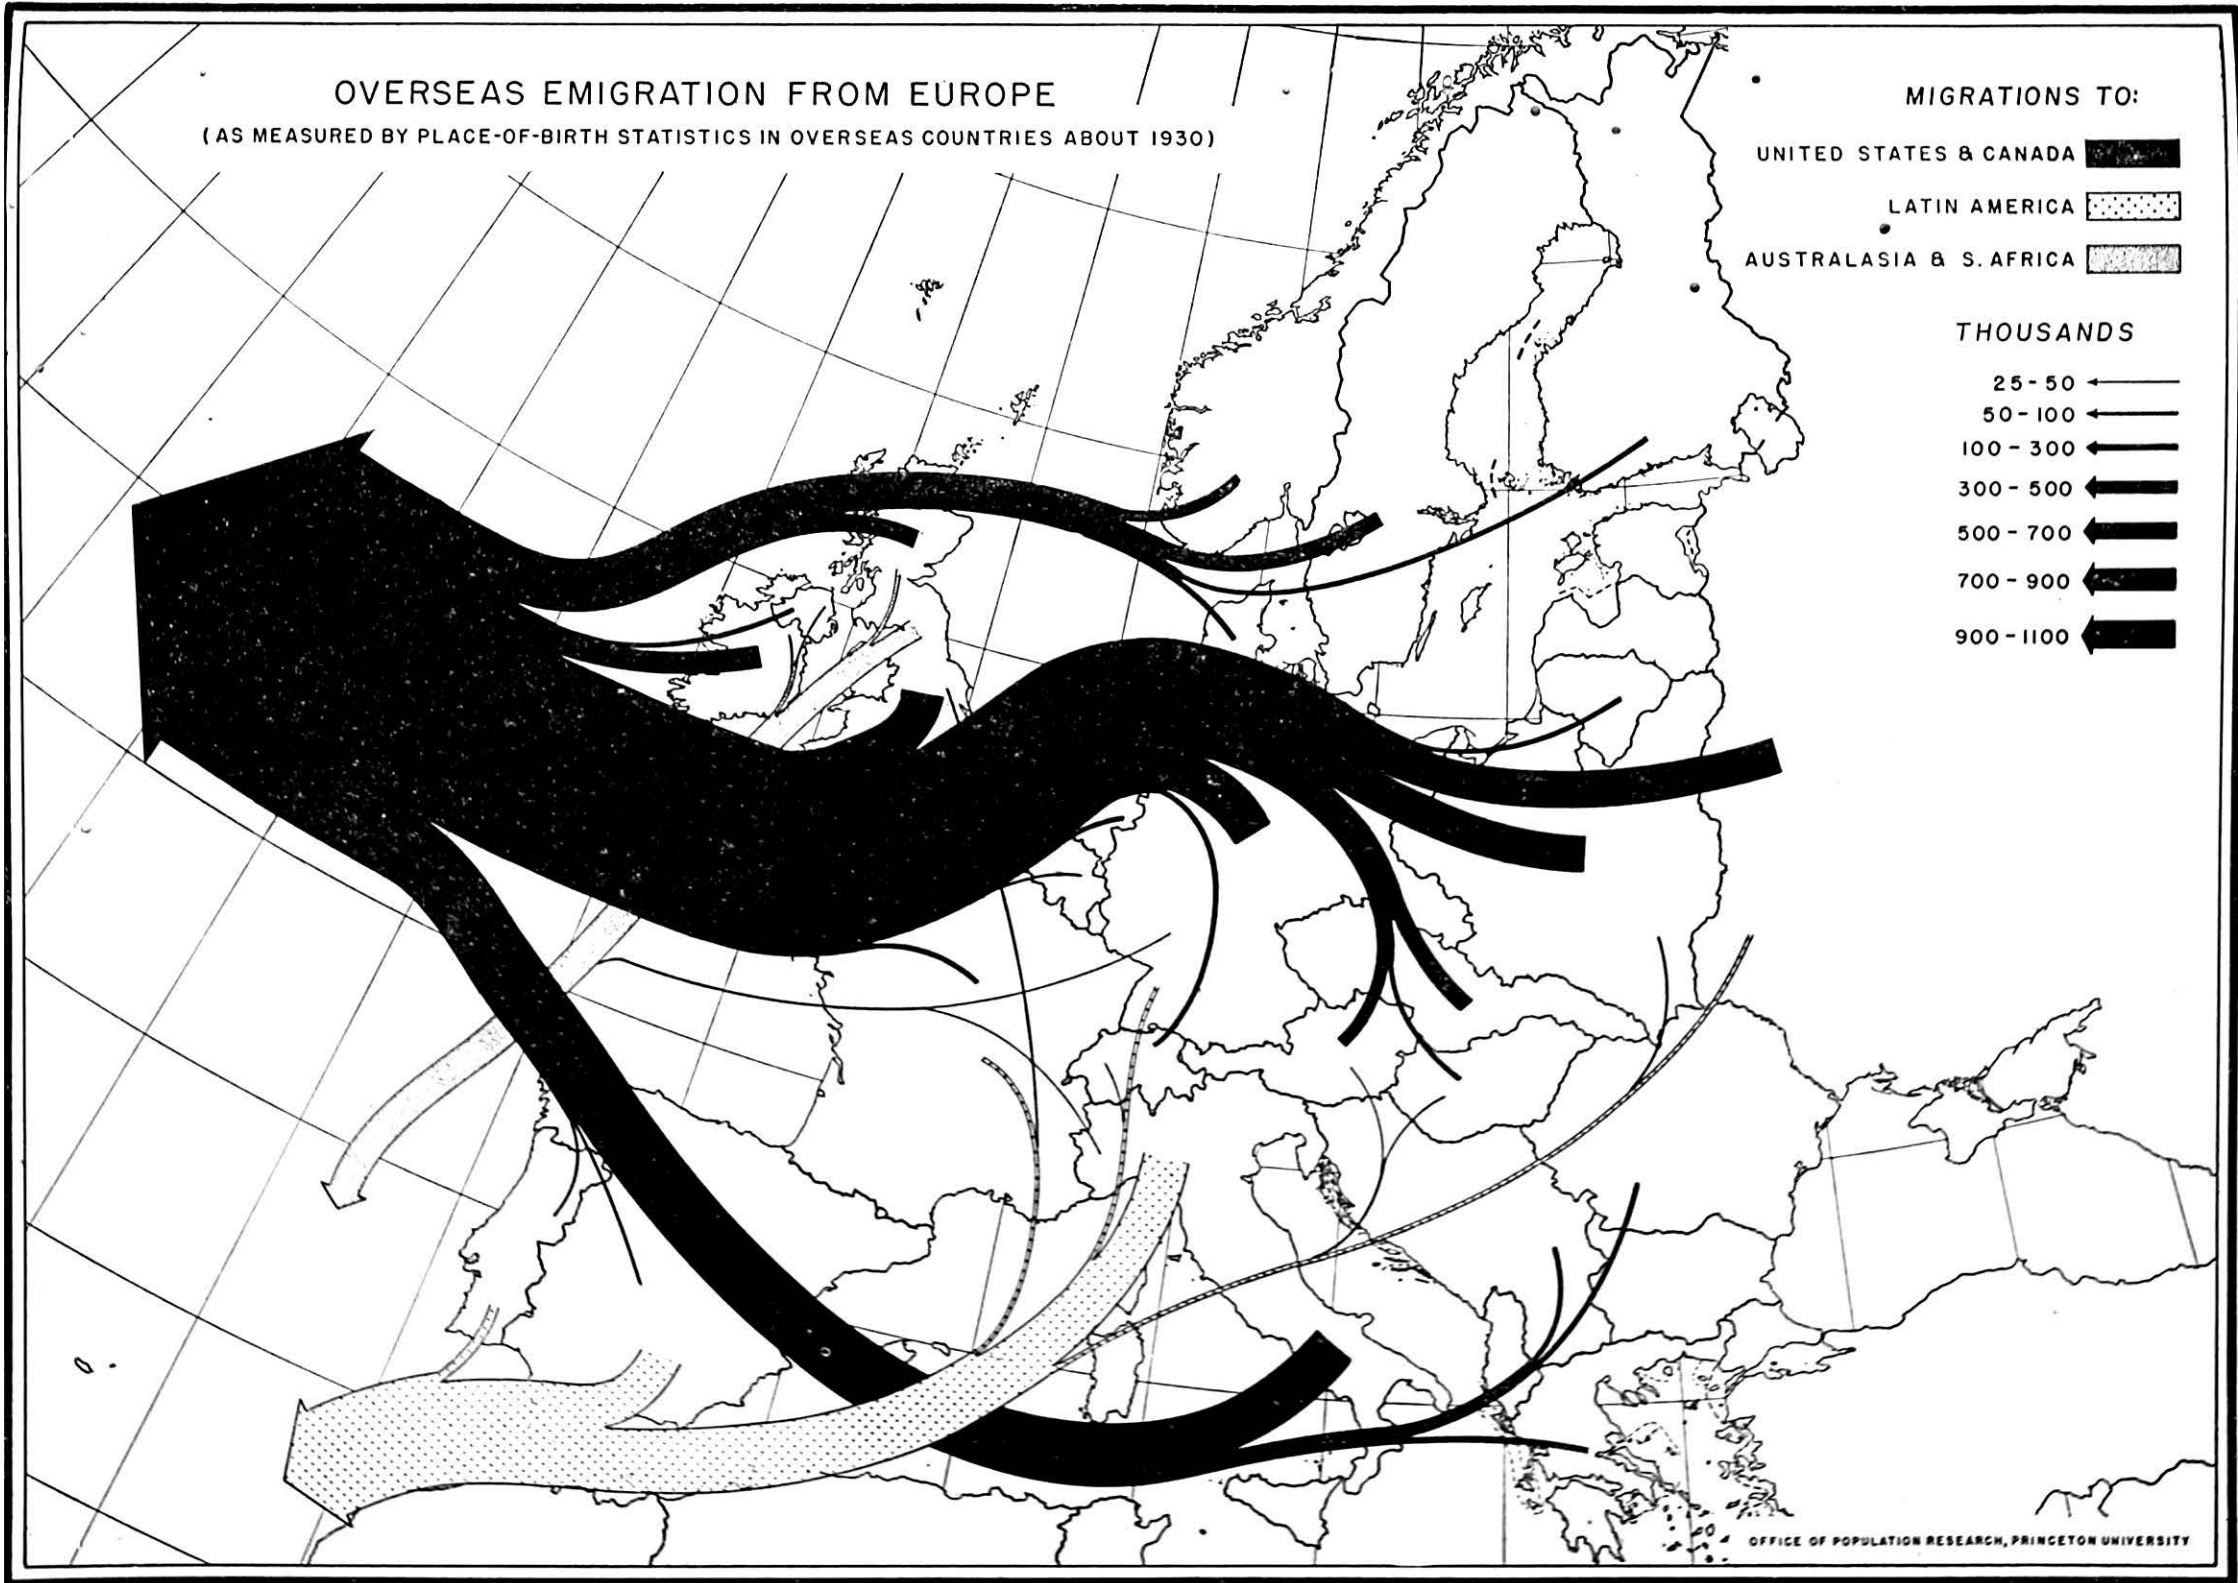 OVERSEAS EMIGRATION FROM EUROPE
(AS MEASURED BY PLACE-OF-BIRTH STATISTICS IN OVERSEAS COUNTRIES ABOUT 1930)
MIGRATIONS TO:
UNITED STATES & CANADA
LATIN AMERICA
AUSTRALASIA & S. AFRICA
THOUSANDS
25-50
50-100
100-300
300-500
500-700
700-900
900-1100
OFFICE OF POPULATION RESEARCH, PRINCETON UNIVERSITY